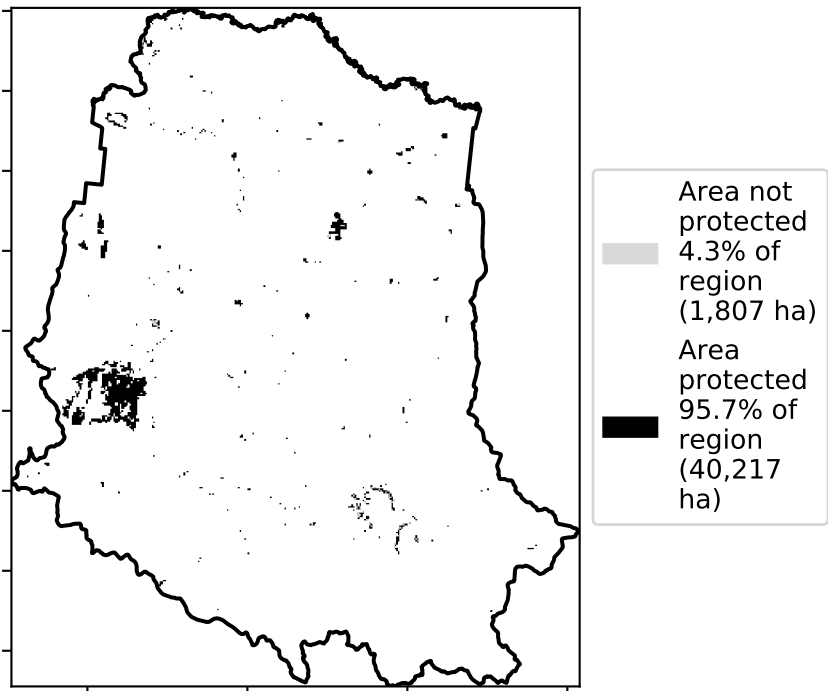 Area not
protected
4.3% of
region
(1,807 ha)
Area
protected
95.7% of
region
(40,217
ha)